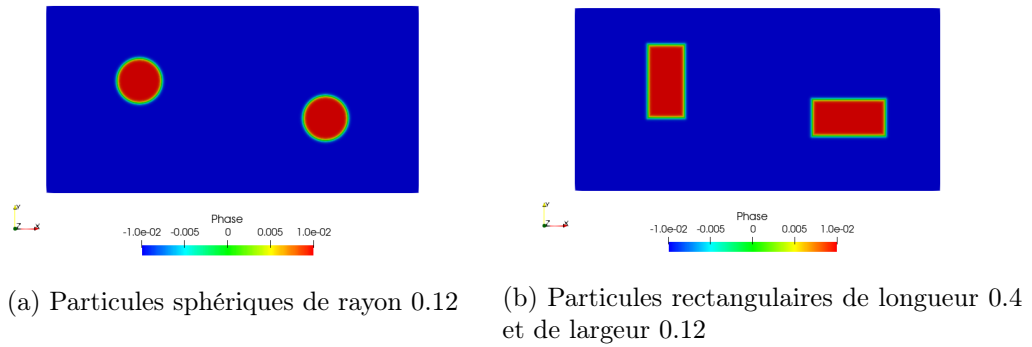 Y
Z X
Phase
-1.0e-02 -0.005 0 0.005 1.0e-02
(a) Particules sphériques de rayon 0.12
Y
Z X
Phase
-1.0e-02 -0.005 0 0.005 1.0e-02
(b) Particules rectangulaires de longueur 0.4
et de largeur 0.12